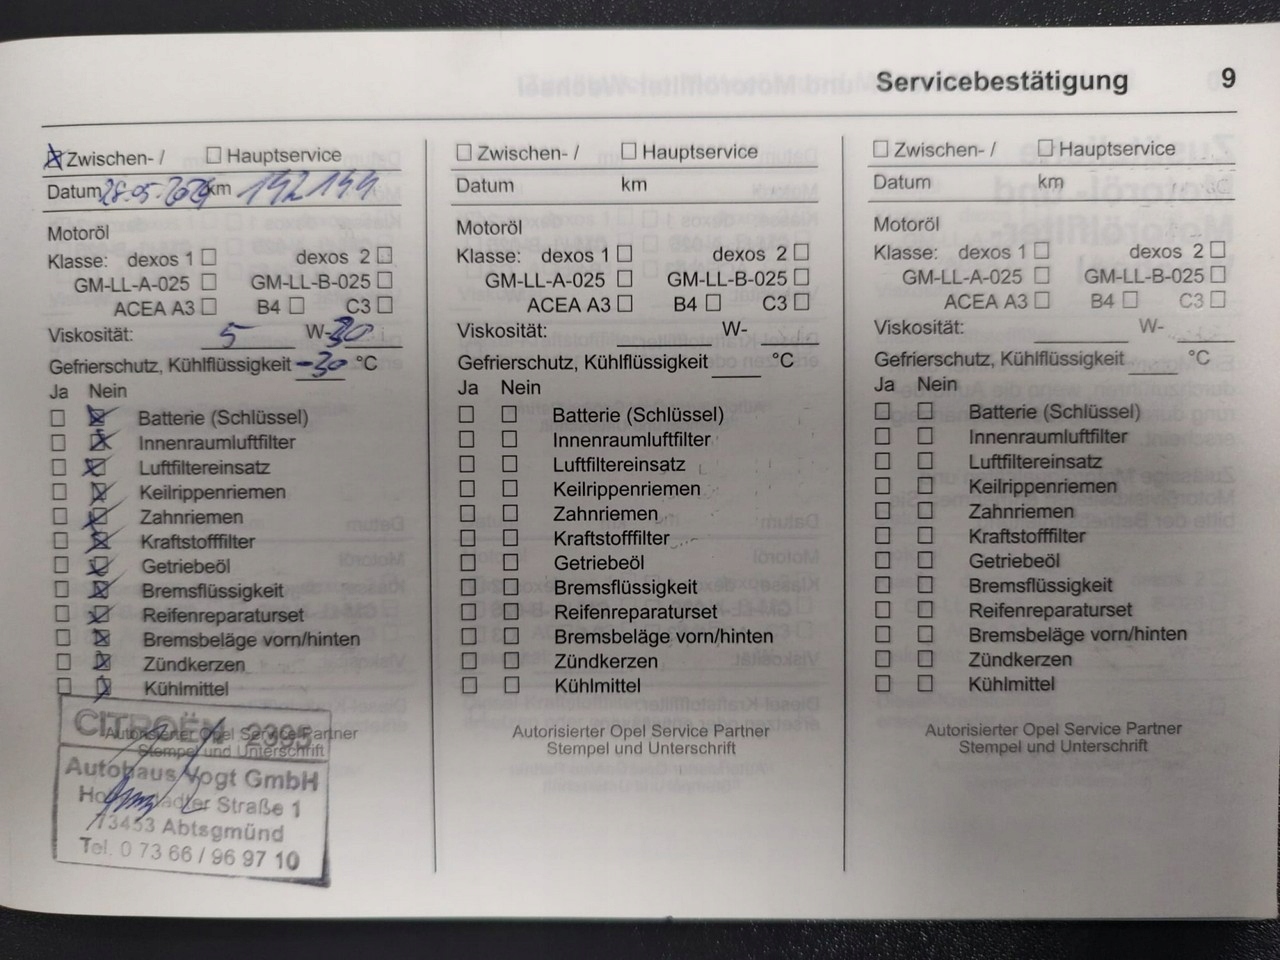 Servicebestätigung 9
Zwischen- / Hauptservice
Datum 28.05. km 192144
Motoröl
Klasse: dexos 1 dexos 2
GM-LL-A-025 GM-LL-B-025
ACEA A3 B4 C3
Viskosität: 5 W-30
Gefrierschutz, Kühlflüssigkeit -30 °C
Ja Nein
Batterie (Schlüssel)
Innenraumluftfilter
Luftfiltereinsatz
Keilrippenriemen
Zahnriemen
Kraftstofffilter
Getriebeöl
Bremsflüssigkeit
Reifenreparaturset
Bremsbeläge vorn/hinten
Zündkerzen
Kühlmittel
Autorisierter Opel Service Partner
Stempel und Unterschrift
CITROËN
Autohaus Vogt GmbH
Straße 1
73453 Abtsgmünd
Tel. 0 73 66 / 96 97 10
Zwischen- / Hauptservice
Datum km
Motoröl
Klasse: dexos 1 dexos 2
GM-LL-A-025 GM-LL-B-025
ACEA A3 B4 C3
Viskosität: W-
Gefrierschutz, Kühlflüssigkeit °C
Ja Nein
Batterie (Schlüssel)
Innenraumluftfilter
Luftfiltereinsatz
Keilrippenriemen
Zahnriemen
Kraftstofffilter
Getriebeöl
Bremsflüssigkeit
Reifenreparaturset
Bremsbeläge vorn/hinten
Zündkerzen
Kühlmittel
Autorisierter Opel Service Partner
Stempel und Unterschrift
Zwischen- / Hauptservice
Datum km
Motoröl
Klasse: dexos 1 dexos 2
GM-LL-A-025 GM-LL-B-025
ACEA A3 B4 C3
Viskosität: W-
Gefrierschutz, Kühlflüssigkeit °C
Ja Nein
Batterie (Schlüssel)
Innenraumluftfilter
Luftfiltereinsatz
Keilrippenriemen
Zahnriemen
Kraftstofffilter
Getriebeöl
Bremsflüssigkeit
Reifenreparaturset
Bremsbeläge vorn/hinten
Zündkerzen
Kühlmittel
Autorisierter Opel Service Partner
Stempel und Unterschrift